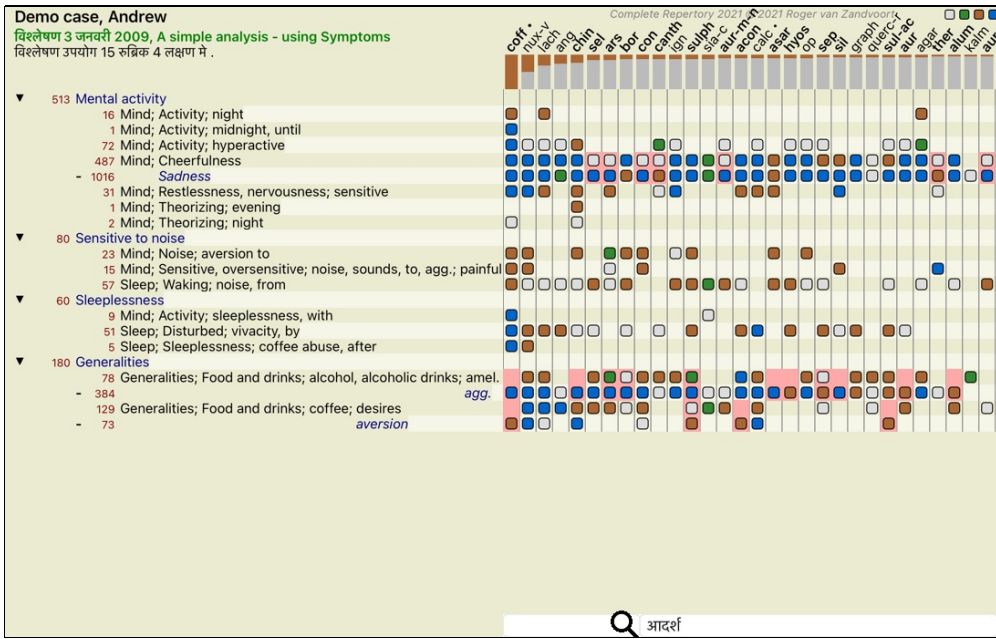 Demo case, Andrew
Complete Repertory 2021 © 2021 Roger van Zandvoort
विश्लेषण 3 जनवरी 2009, A simple analysis - using Symptoms
विश्लेषण उपयोग 15 रुब्रिक 4 लक्षण मे .
coff. nux-v lach ang chin sel ars bor con canth ign sulph sla-c aur-m-n acon calc. asar hyos op sep sil graph querc-r sul-ac aur agar ther alum kalm
513 Mental activity
16 Mind; Activity; night
1 Mind; Activity; midnight, until
72 Mind; Activity; hyperactive
487 Mind; Cheerfulness
- 1016 Sadness
31 Mind; Restlessness, nervousness; sensitive
1 Mind; Theorizing; evening
2 Mind; Theorizing; night
80 Sensitive to noise
23 Mind; Noise; aversion to
15 Mind; Sensitive, oversensitive; noise, sounds, to, agg.; painful
57 Sleep; Waking; noise, from
60 Sleeplessness
9 Mind; Activity; sleeplessness, with
51 Sleep; Disturbed; vivacity, by
5 Sleep; Sleeplessness; coffee abuse, after
180 Generalities
78 Generalities; Food and drinks; alcohol, alcoholic drinks; amel.
- 384 agg.
129 Generalities; Food and drinks; coffee; desires
- 73 aversion
आदर्श